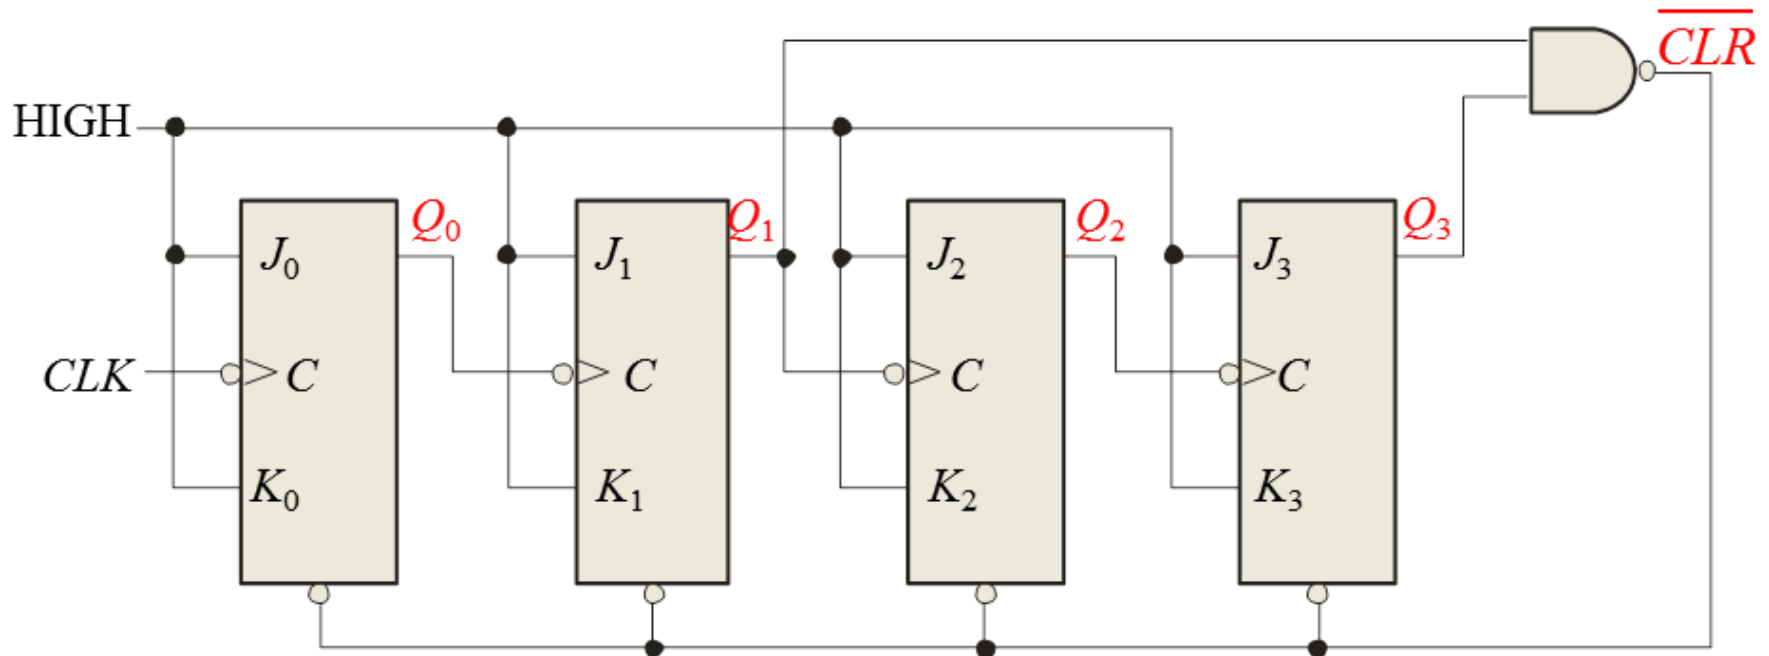 CLR
HIGH
Q₀ Q₁ Q₂ Q₃
J₀ J₁ J₂ J₃
CLK C C C C
K₀ K₁ K₂ K₃